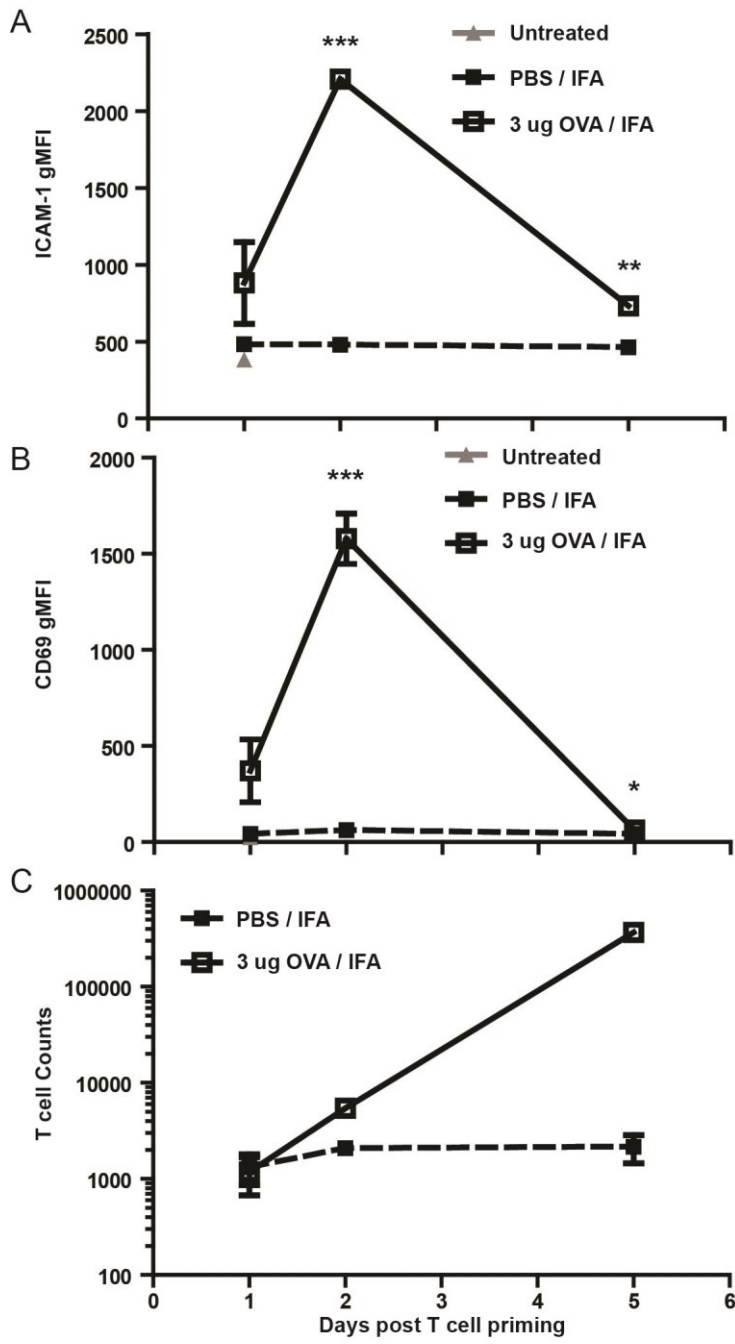 A
ICAM-1 gMFI
2500
2000
1500
1000
500
0
***
**
Untreated
PBS / IFA
3 ug OVA / IFA
B
CD69 gMFI
2000
1500
1000
500
0
***
*
Untreated
PBS / IFA
3 ug OVA / IFA
C
T cell Counts
1000000
100000
10000
1000
100
PBS / IFA
3 ug OVA / IFA
0 1 2 3 4 5 6
Days post T cell priming